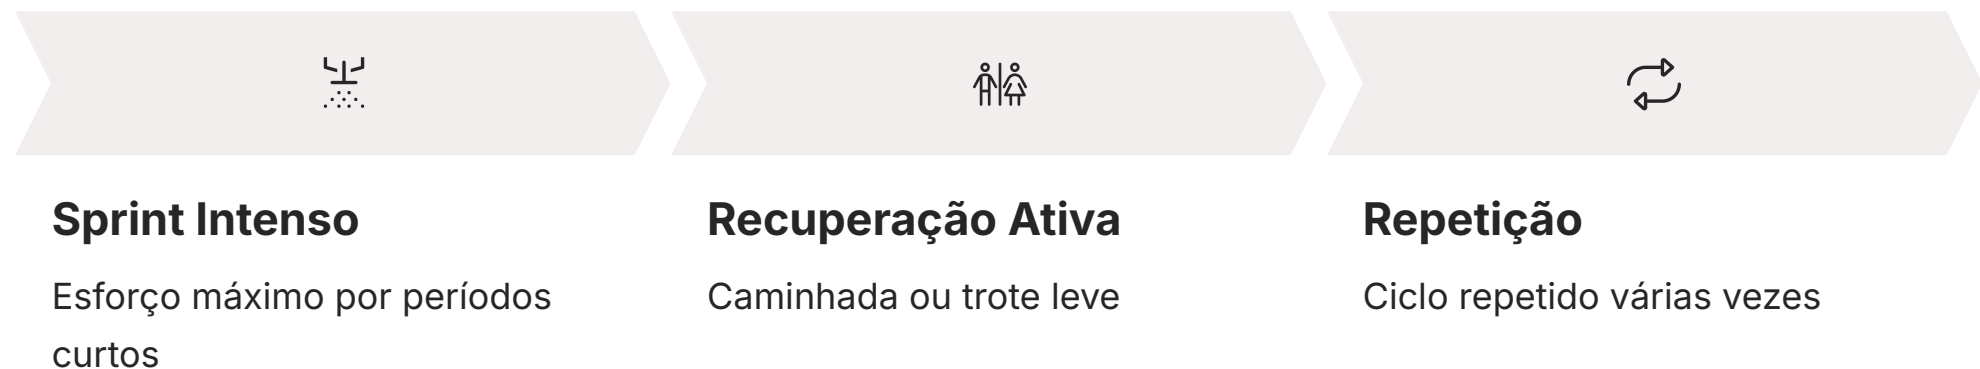 Sprint Intenso
Esforço máximo por períodos
curtos
Recuperação Ativa
Caminhada ou trote leve
Repetição
Ciclo repetido várias vezes